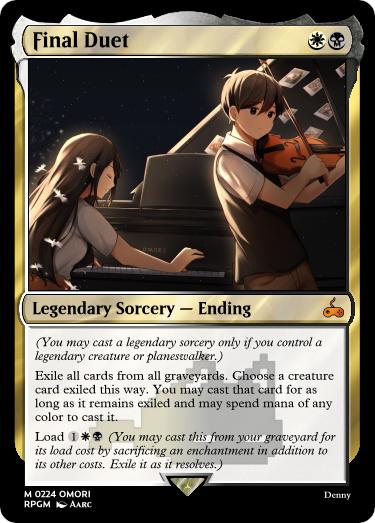 Final Duet
OMORI
Legendary Sorcery — Ending
(You may cast a legendary sorcery only if you control a
legendary creature or planeswalker.)
Exile all cards from all graveyards. Choose a creature
card exiled this way. You may cast that card for as
long as it remains exiled and may spend mana of any
color to cast it.
Load 1 (You may cast this from your graveyard for
its load cost by sacrificing an enchantment in addition to
its other costs. Exile it as it resolves.)
M 0224 OMORI
RPGM Aarc
Denny